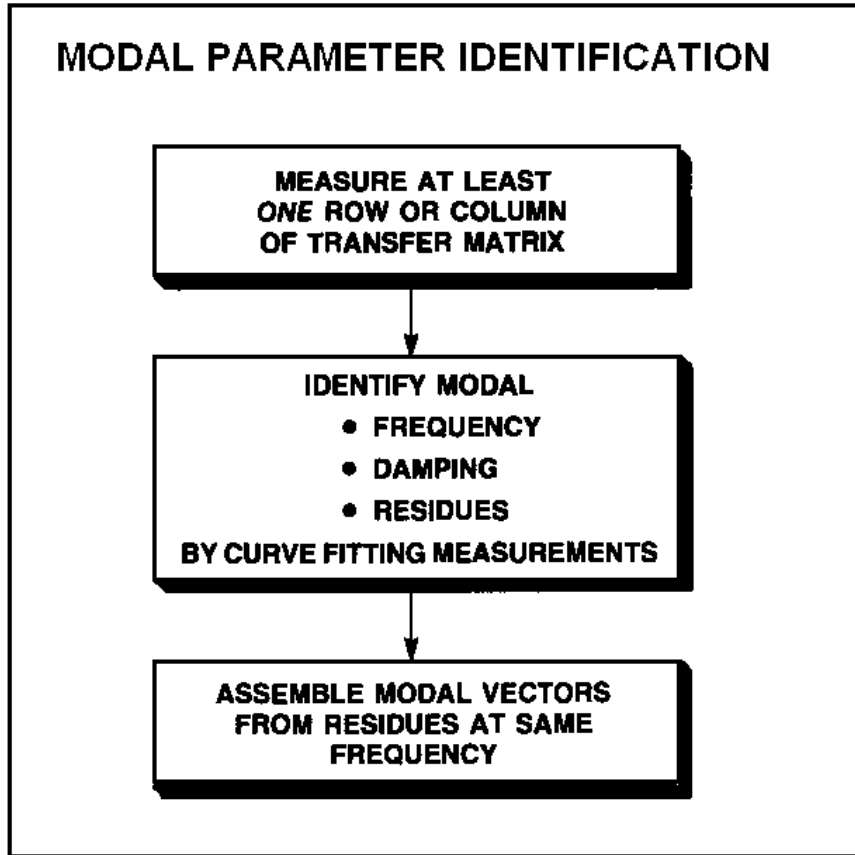 MODAL PARAMETER IDENTIFICATION
MEASURE AT LEAST
ONE ROW OR COLUMN
OF TRANSFER MATRIX
IDENTIFY MODAL
• FREQUENCY
• DAMPING
• RESIDUES
BY CURVE FITTING MEASUREMENTS
ASSEMBLE MODAL VECTORS
FROM RESIDUES AT SAME
FREQUENCY